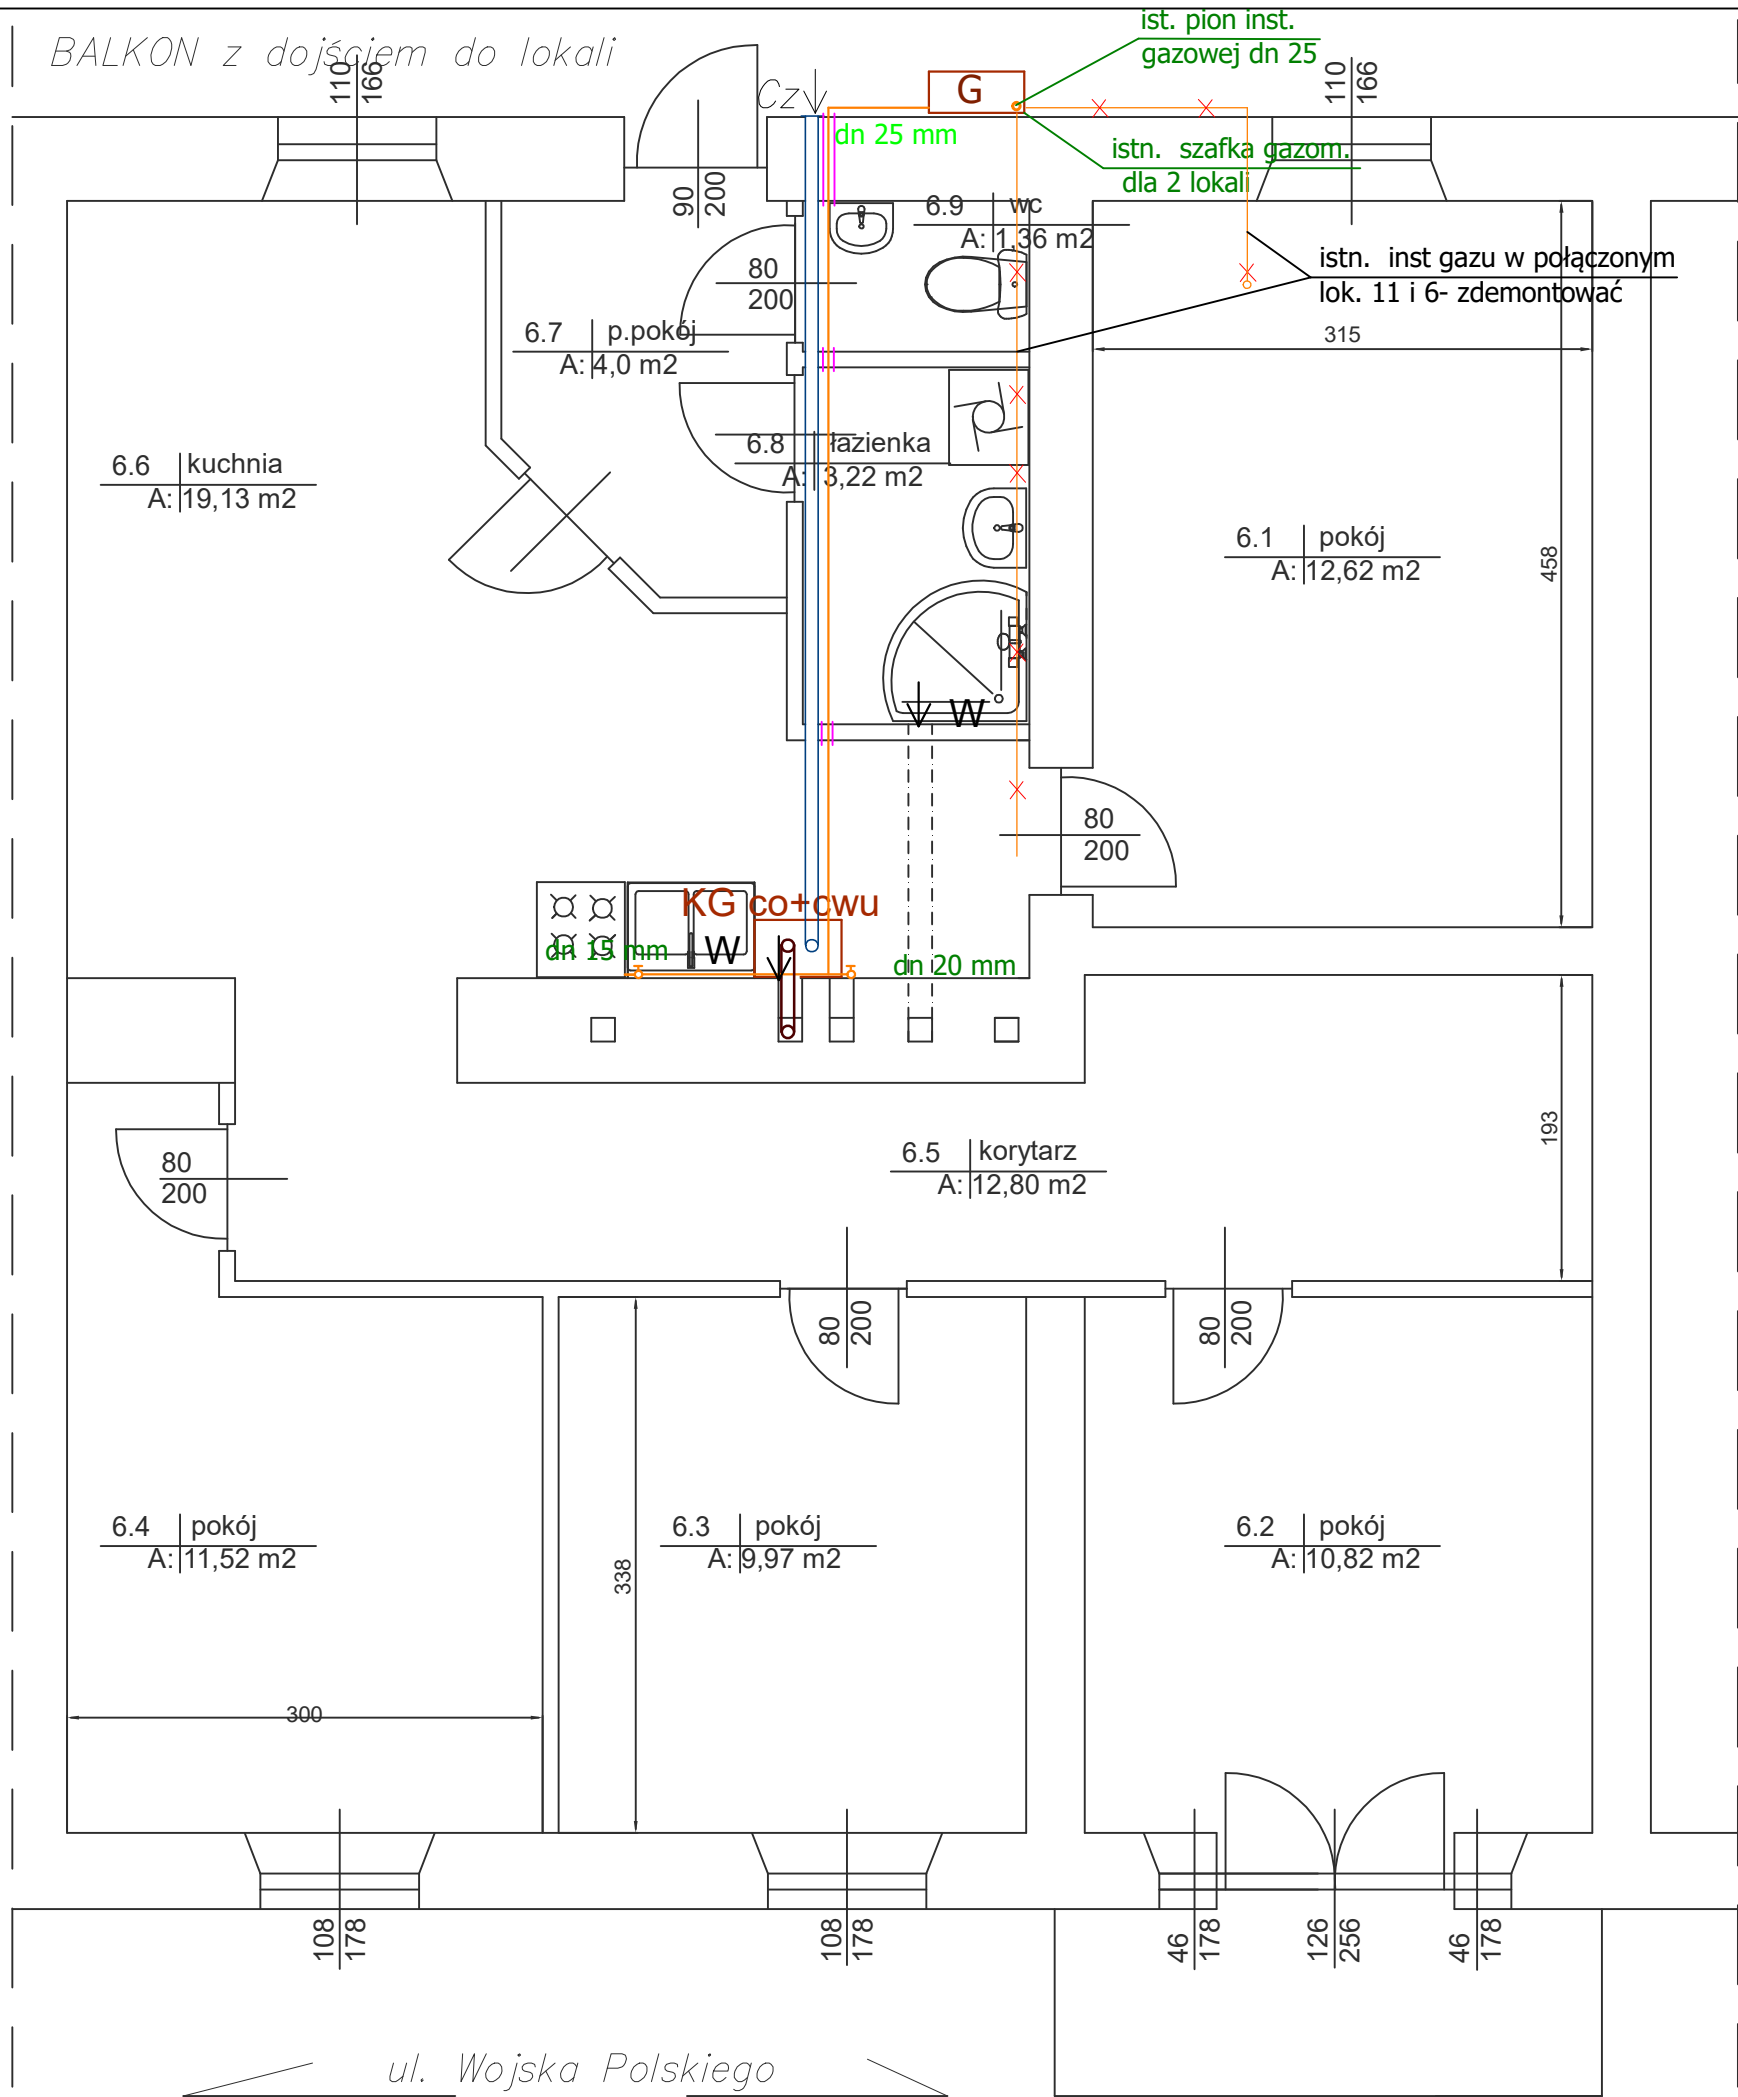 ist. pion inst.
gazowej dn 25
BALKON z dojściem do lokali
110
166
Cz
G
110
166
dn 25 mm
istn. szafka gazom.
dla 2 lokali
90
200
6.9 wc
A: 1,36 m2
istn. inst gazu w połączonym
lok. 11 i 6- zdemontować
80
200
6.7 p.pokój
A: 4,0 m2
315
6.8 łazienka
A: 3,22 m2
6.6 kuchnia
A: 19,13 m2
6.1 pokój
A: 12,62 m2
458
W
80
200
KG co+cwu
dn 15 mm
W
dn 20 mm
193
6.5 korytarz
A: 12,80 m2
80
200
80
200
80
200
6.4 pokój
A: 11,52 m2
6.3 pokój
A: 9,97 m2
6.2 pokój
A: 10,82 m2
338
300
108
178
108
178
46
178
126
256
46
178
ul. Wojska Polskiego